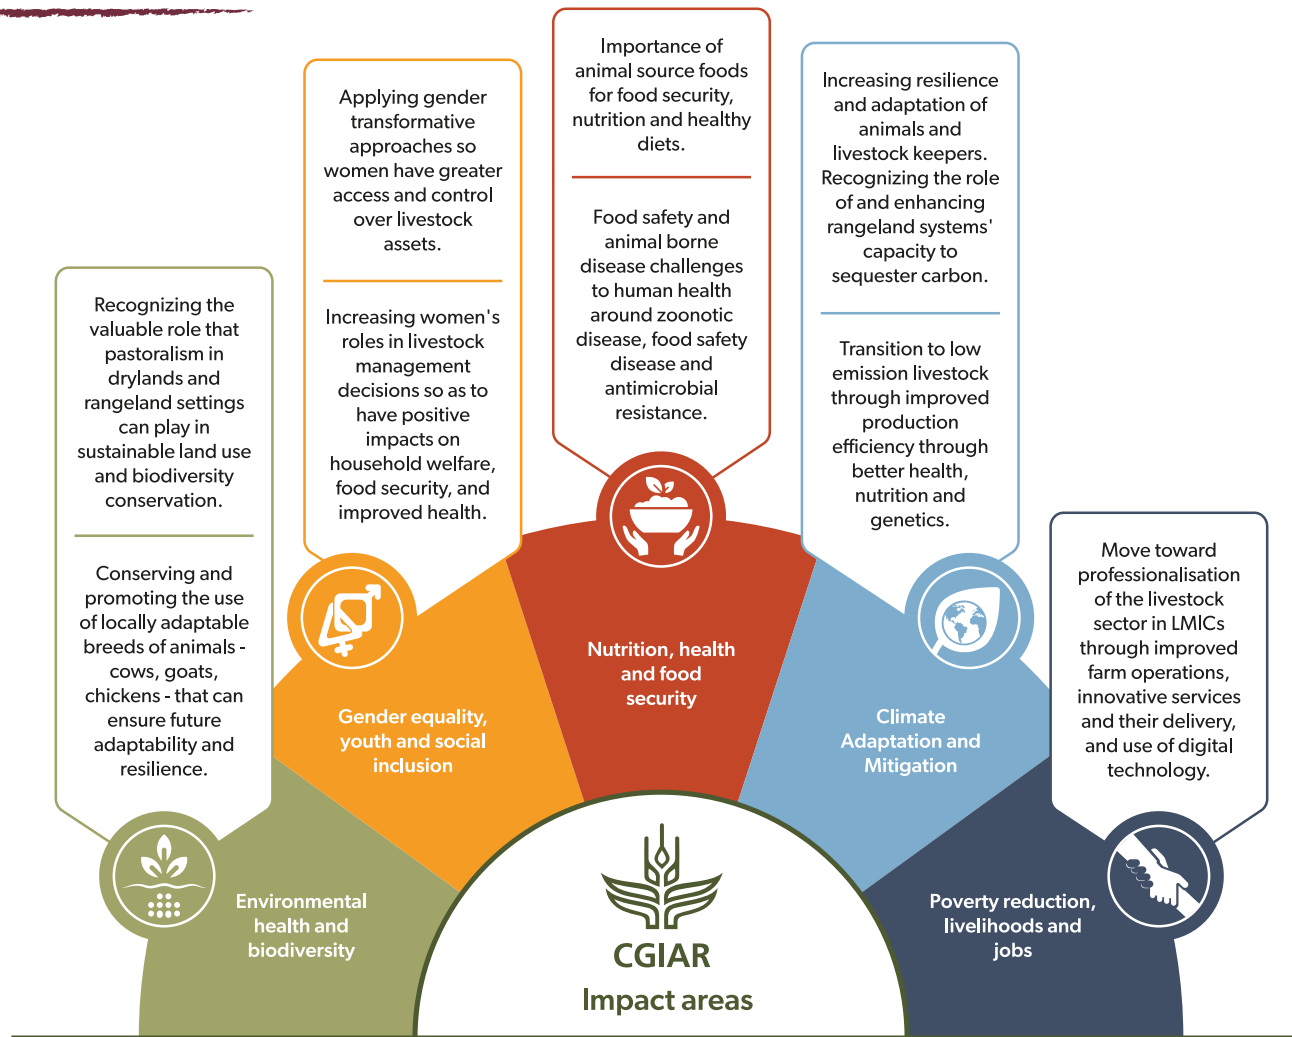 Recognizing the
valuable role that
pastoralism in
drylands and
rangeland settings
can play in
sustainable land use
and biodiversity
conservation.
Conserving and
promoting the use
of locally adaptable
breeds of animals -
cows, goats,
chickens - that can
ensure future
adaptability and
resilience.
Environmental
health and
biodiversity
Applying gender
transformative
approaches so
women have greater
access and control
over livestock
assets.
Increasing women's
roles in livestock
management
decisions so as to
have positive
impacts on
household welfare,
food security, and
improved health.
Gender equality,
youth and social
inclusion
Importance of
animal source foods
for food security,
nutrition and healthy
diets.
Food safety and
animal borne
disease challenges
to human health
around zoonotic
disease, food safety
disease and
antimicrobial
resistance.
Nutrition, health
and food
security
Increasing resilience
and adaptation of
animals and
livestock keepers.
Recognizing the role
of and enhancing
rangeland systems'
capacity to
sequester carbon.
Transition to low
emission livestock
through improved
production
efficiency through
better health,
nutrition and
genetics.
Climate
Adaptation and
Mitigation
Move toward
professionalisation
of the livestock
sector in LMICs
through improved
farm operations,
innovative services
and their delivery,
and use of digital
technology.
Poverty reduction,
livelihoods and
jobs
CGIAR
Impact areas